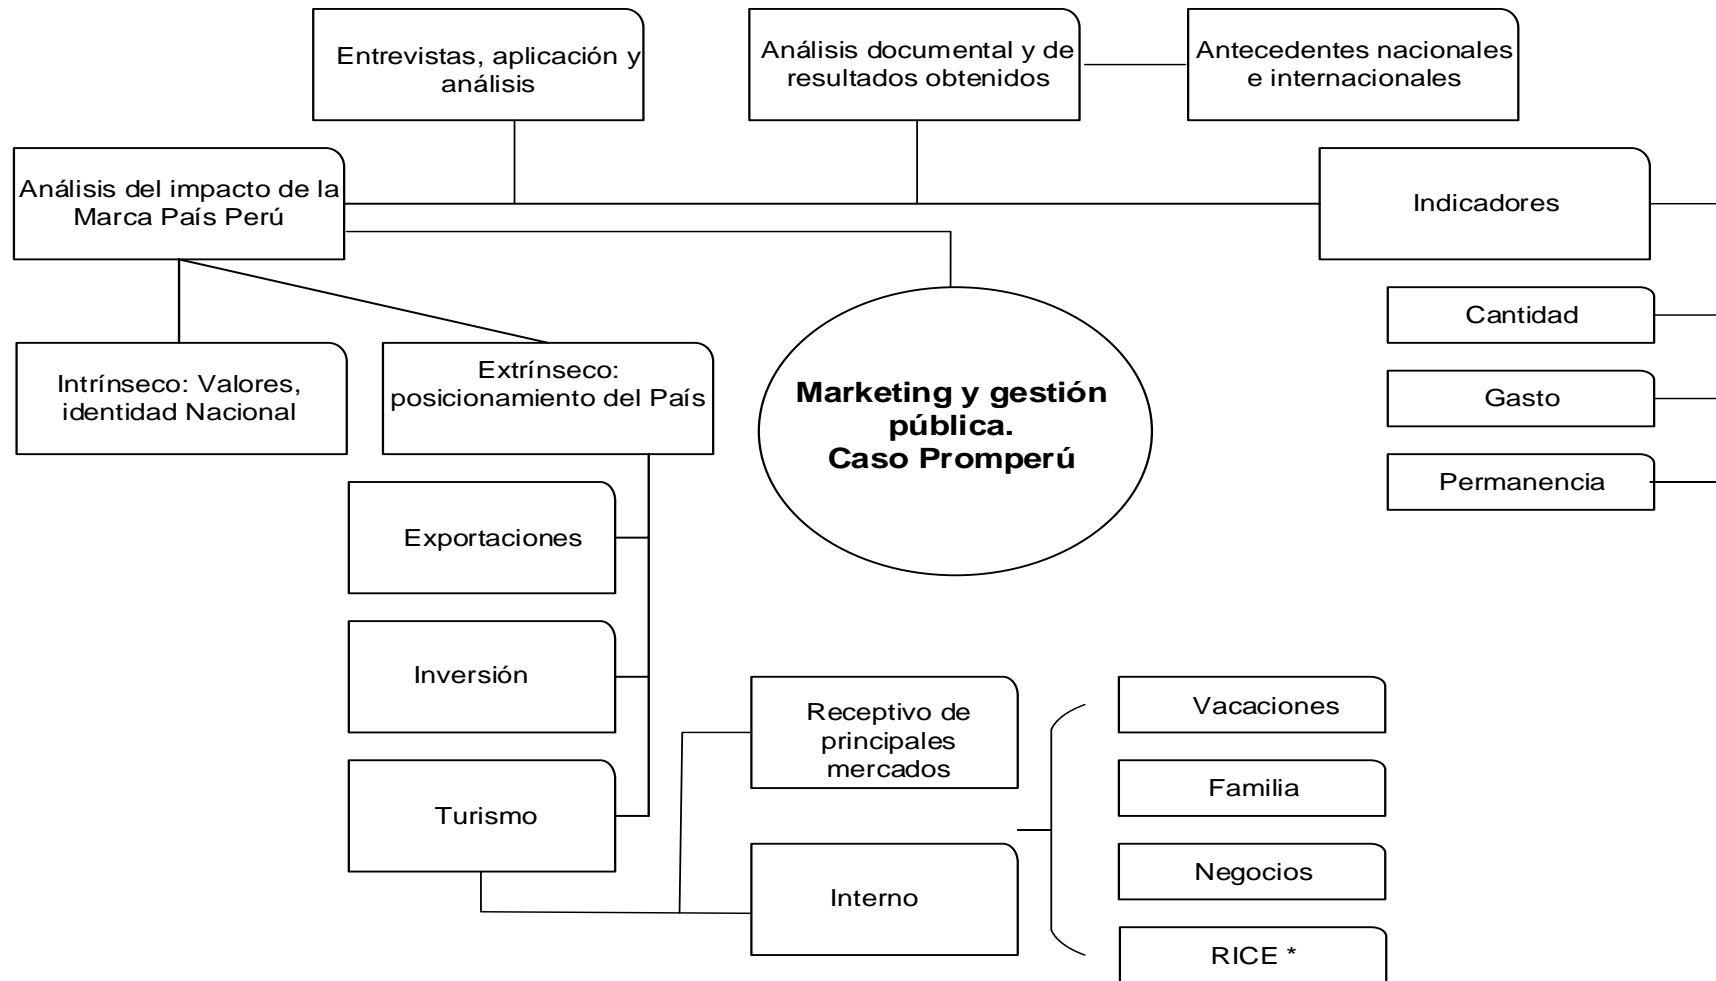 Entrevistas, aplicación y
análisis
Análisis documental y de
resultados obtenidos
Antecedentes nacionales
e internacionales
Análisis del impacto de la
Marca País Perú
Indicadores
Cantidad
Gasto
Permanencia
Intrínseco: Valores,
identidad Nacional
Extrínseco:
posicionamiento del País
Marketing y gestión
pública.
Caso Promperú
Exportaciones
Inversión
Turismo
Receptivo de
principales
mercados
Interno
Vacaciones
Familia
Negocios
RICE *